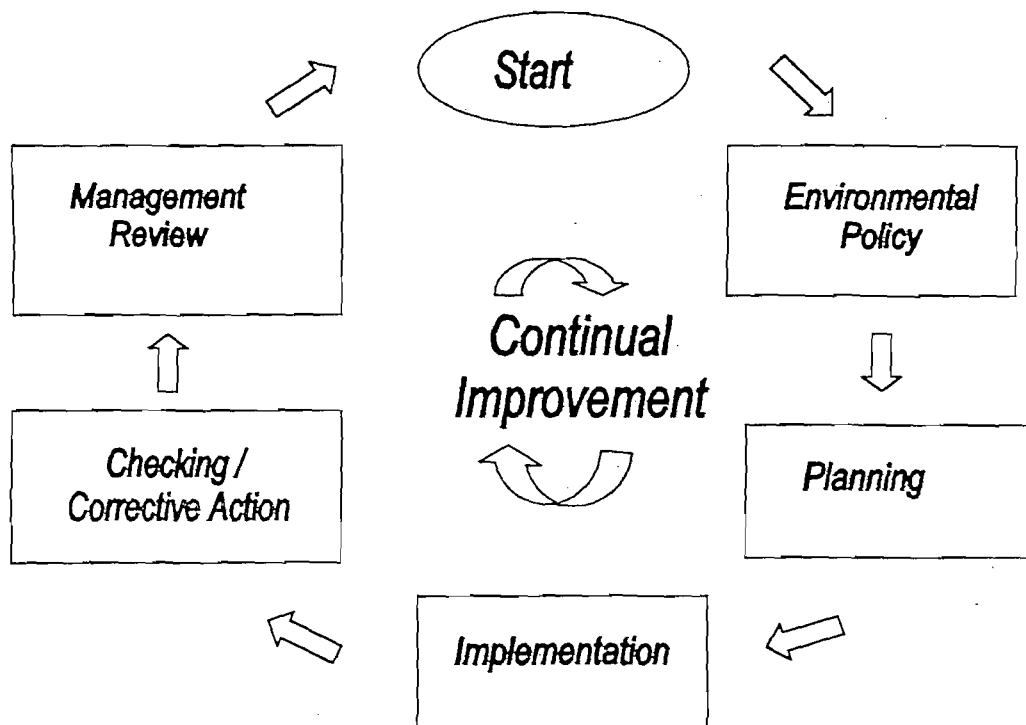 Start
Environmental
Policy
Planning
Implementation
Checking /
Corrective Action
Management
Review
Continual
Improvement